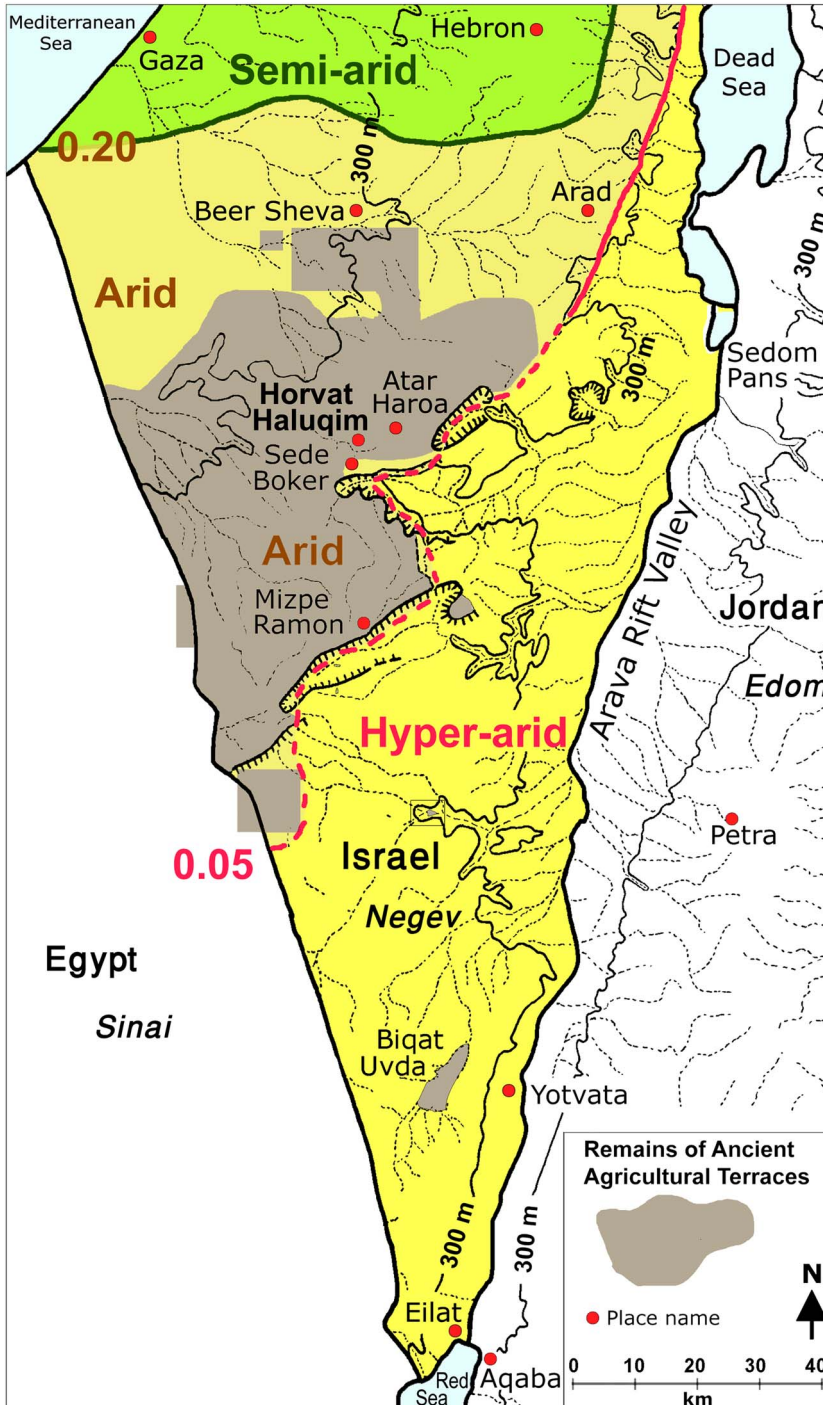 Mediterranean
Sea
Gaza
Hebron
Dead
Sea
Semi-arid
0.20
300 m
300 m
Beer Sheva
Arad
Arid
300 m
Sedom
Pans
Horvat
Haluqim
Atar
Haroa
Sede
Boker
Arid
Mizpe
Ramon
Arava Rift Valley
Jordan
Edom
Hyper-arid
Petra
0.05
Israel
Negev
Egypt
Sinai
Biqat
Uvda
Yotvata
300 m
300 m
Eilat
Red
Sea
Aqaba
Remains of Ancient
Agricultural Terraces
Place name
N
0 10 20 30 40
km